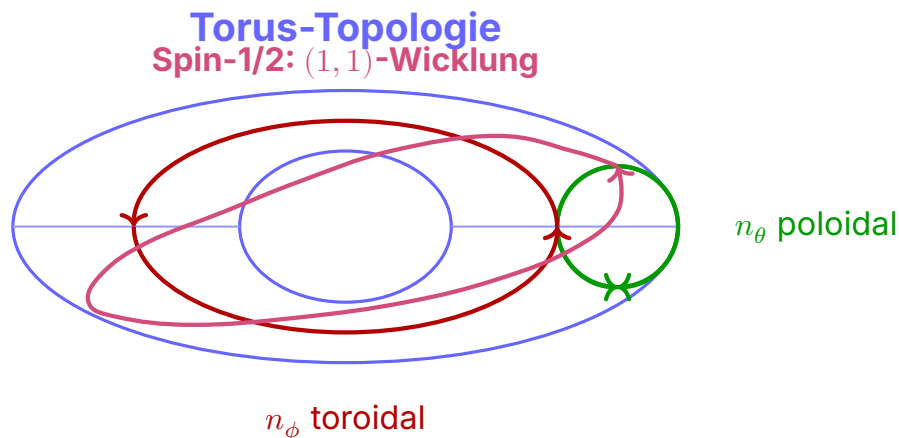 Torus-Topologie
Spin-1/2: (1, 1)-Wicklung
n_θ poloidal
n_ϕ toroidal